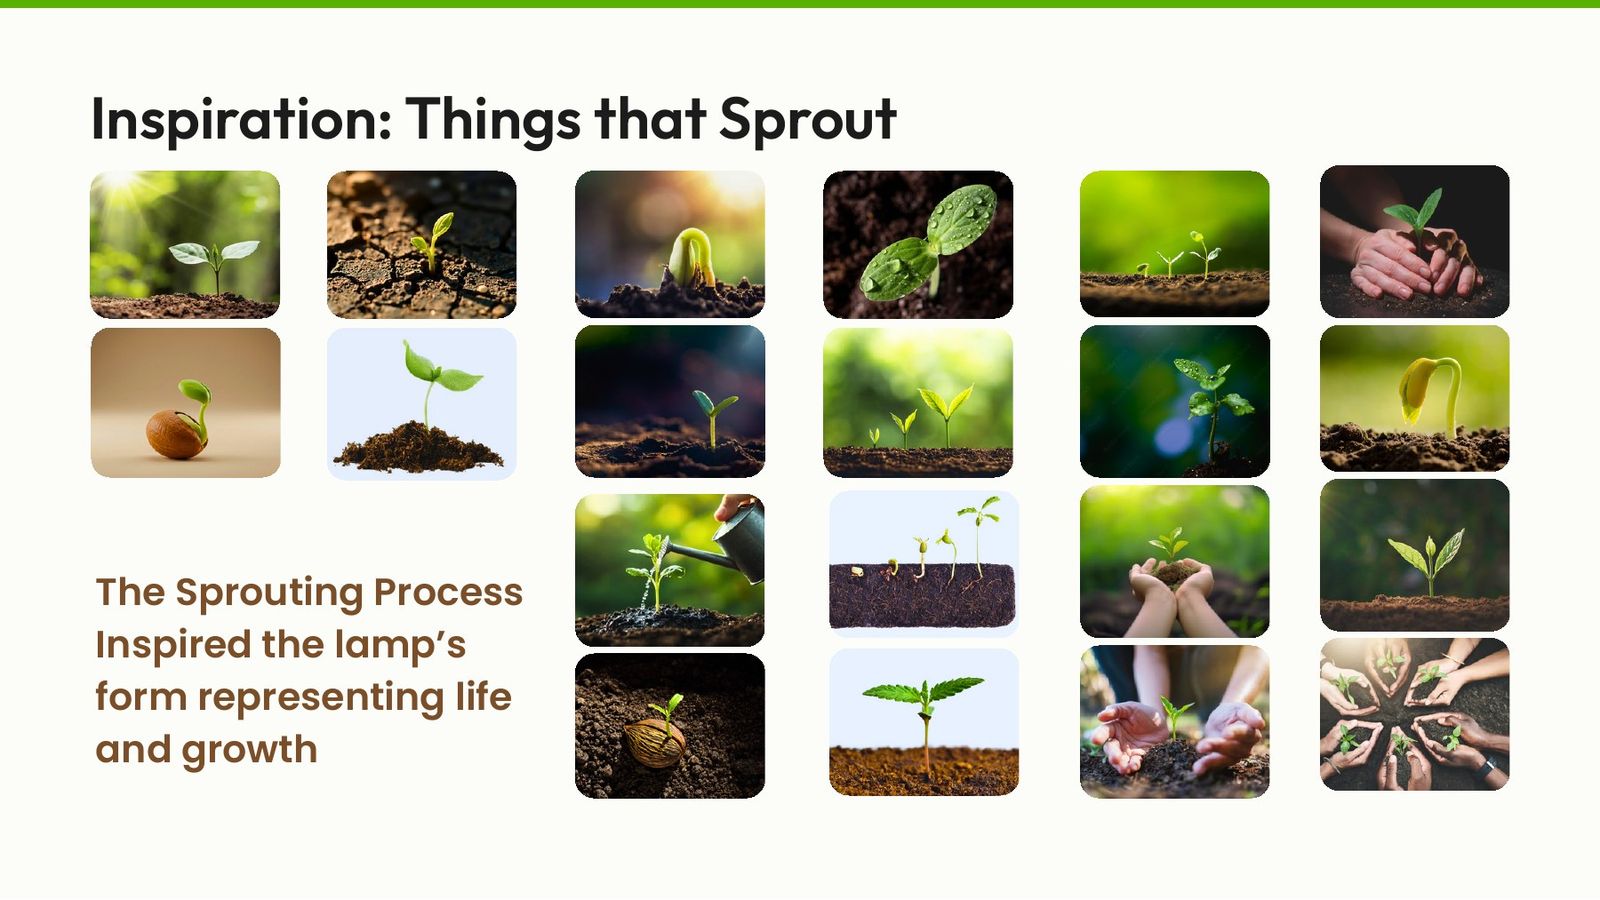 Inspiration: Things that Sprout
The Sprouting Process
Inspired the lamp’s
form representing life
and growth